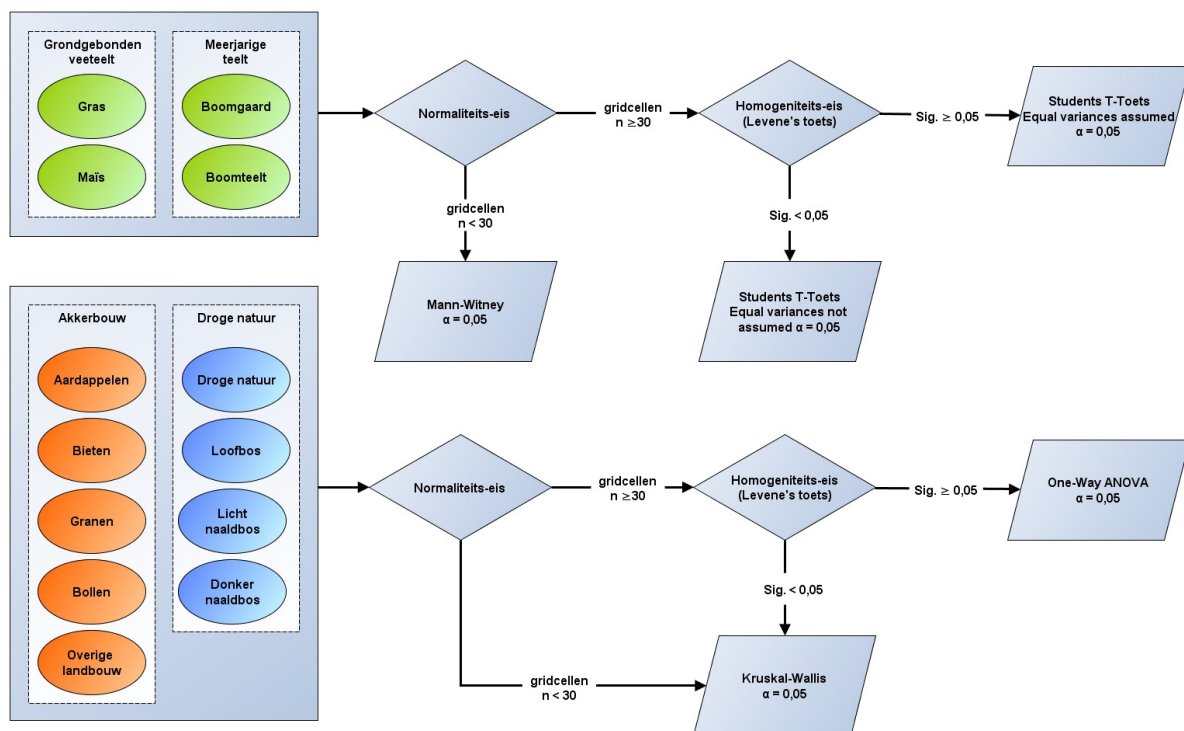 Grondgebonden
veeteelt
Gras
Maïs
Meerjarige
teelt
Boomgaard
Boomteelt
Normaliteits-eis
gridcellen
n ≥30
Homogeniteits-eis
(Levene's toets)
Sig. ≥ 0,05
Students T-Toets
Equal variances assumed
α = 0,05
gridcellen
n < 30
Mann-Witney
α = 0,05
Sig. < 0,05
Students T-Toets
Equal variances not
assumed α = 0,05
Akkerbouw
Aardappelen
Bieten
Granen
Bollen
Overige
landbouw
Droge natuur
Droge natuur
Loofbos
Licht
naaldbos
Donker
naaldbos
Normaliteits-eis
gridcellen
n ≥30
Homogeniteits-eis
(Levene's toets)
Sig. ≥ 0,05
One-Way ANOVA
α = 0,05
Sig. < 0,05
gridcellen
n < 30
Kruskal-Wallis
α = 0,05